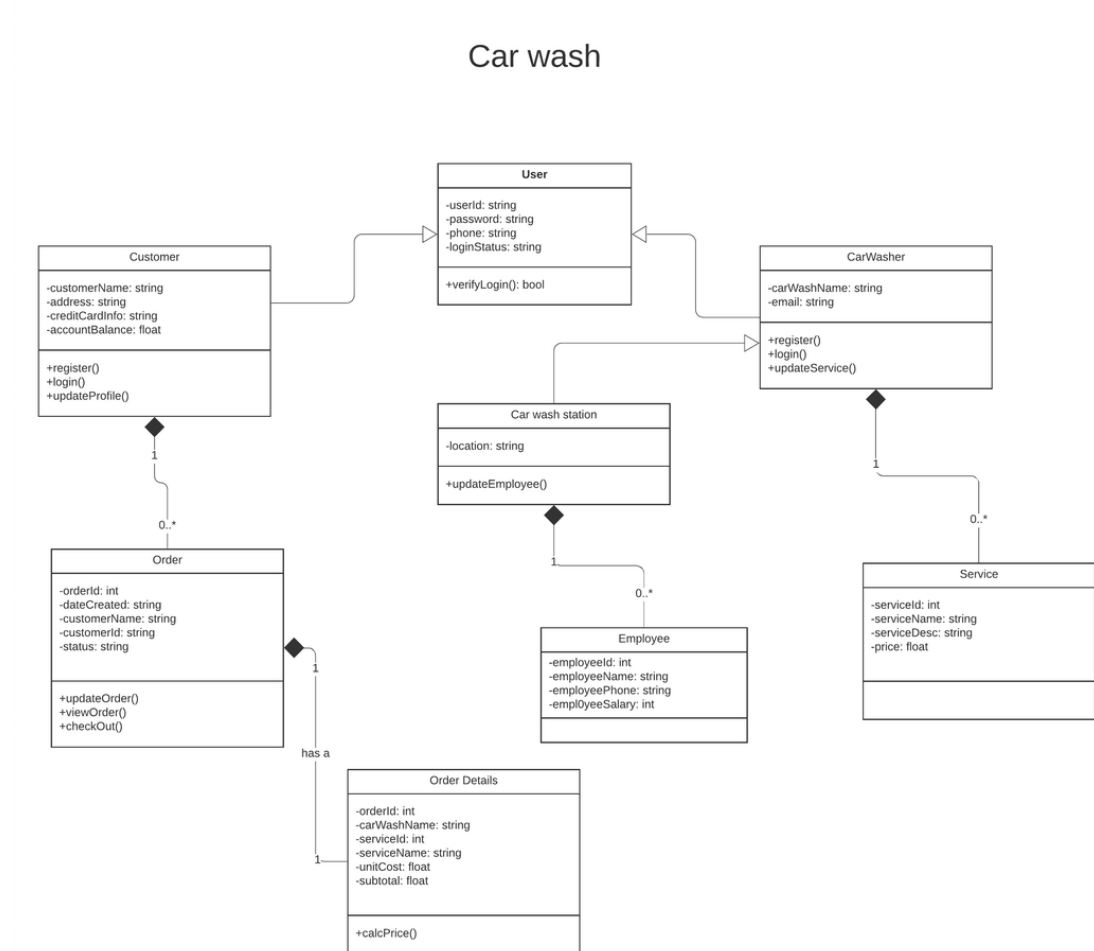 Car wash
User
-userId: string
-password: string
-phone: string
-loginStatus: string
+verifyLogin(): bool
Customer
-customerName: string
-address: string
-creditCardInfo: string
-accountBalance: float
+register()
+login()
+updateProfile()
CarWasher
-carWashName: string
-email: string
+register()
+login()
+updateService()
Car wash station
-location: string
+updateEmployee()
1
0..*
1
0..*
1
0..*
Order
-orderId: int
-dateCreated: string
-customerName: string
-customerId: string
-status: string
+updateOrder()
+viewOrder()
+checkOut()
Employee
-employeeId: int
-employeeName: string
-employeePhone: string
-empl0yeeSalary: int
Service
-serviceId: int
-serviceName: string
-serviceDesc: string
-price: float
1
has a
1
Order Details
-orderId: int
-carWashName: string
-serviceId: int
-serviceName: string
-unitCost: float
-subtotal: float
+calcPrice()